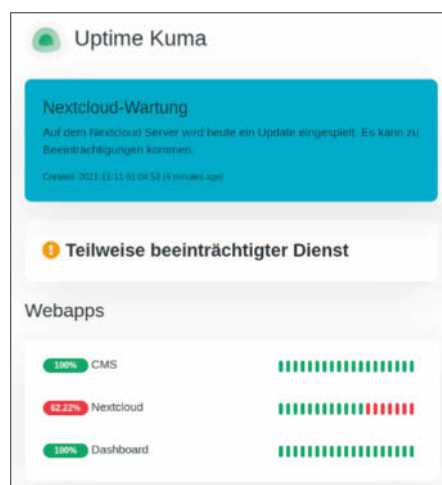 Uptime Kuma
Nextcloud-Wartung
Auf dem Nextcloud Server wird heute ein Update eingespielt. Es kann zu
Beeinträchtigungen kommen.
Created: 2021-11-11 01:04:53 (4 minutes ago)
Teilweise beeinträchtigter Dienst
Webapps
100% CMS
62.22% Nextcloud
100% Dashboard